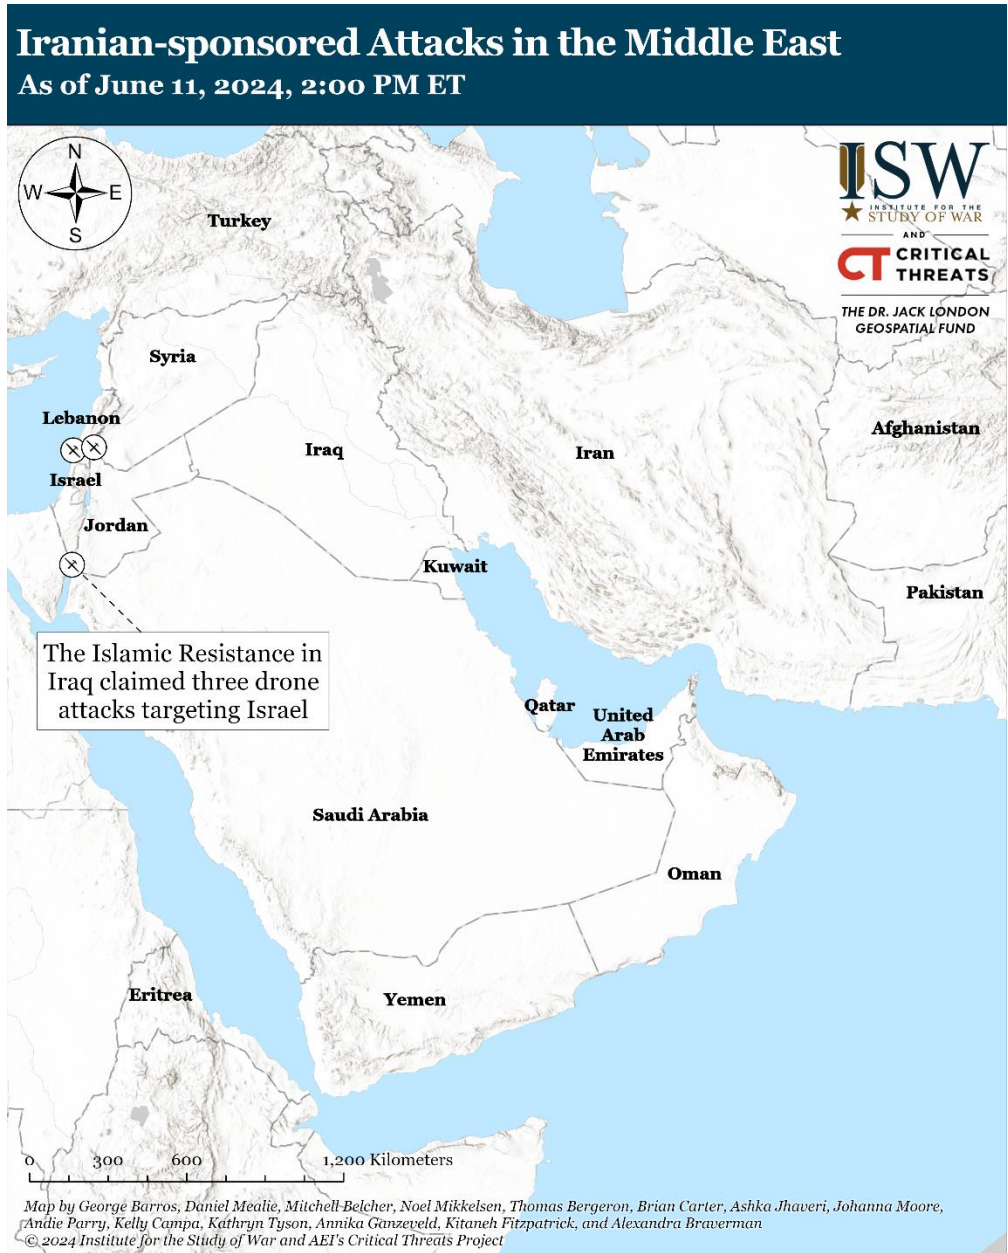 Iranian-sponsored Attacks in the Middle East
As of June 11, 2024, 2:00 PM ET
N
W
E
S
ISW
INSTITUTE FOR THE
STUDY OF WAR
AND
CT CRITICAL
THREATS
THE DR. JACK LONDON
GEOSPATIAL FUND
Turkey
Syria
Lebanon
Israel
Jordan
Iraq
Iran
Afghanistan
Kuwait
Pakistan
The Islamic Resistance in
Iraq claimed three drone
attacks targeting Israel
Qatar
United
Arab
Emirates
Saudi Arabia
Oman
Eritrea
Yemen
0 300 600 1,200 Kilometers
Map by George Barros, Daniel Mealie, Mitchell Belcher, Noel Mikkelsen, Thomas Bergeron, Brian Carter, Ashka Jhaveri, Johanna Moore,
Andie Parry, Kelly Campa, Kathryn Tyson, Annika Ganzeveld, Kitaneh Fitzpatrick, and Alexandra Braverman
© 2024 Institute for the Study of War and AEI's Critical Threats Project